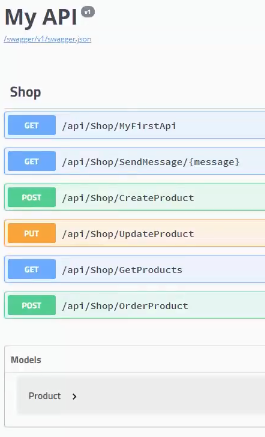 My API v1
/swagger/v1/swagger.json
Shop
GET /api/Shop/MyFirstApi
GET /api/Shop/SendMessage/{message}
POST /api/Shop/CreateProduct
PUT /api/Shop/UpdateProduct
GET /api/Shop/GetProducts
POST /api/Shop/OrderProduct
Models
Product